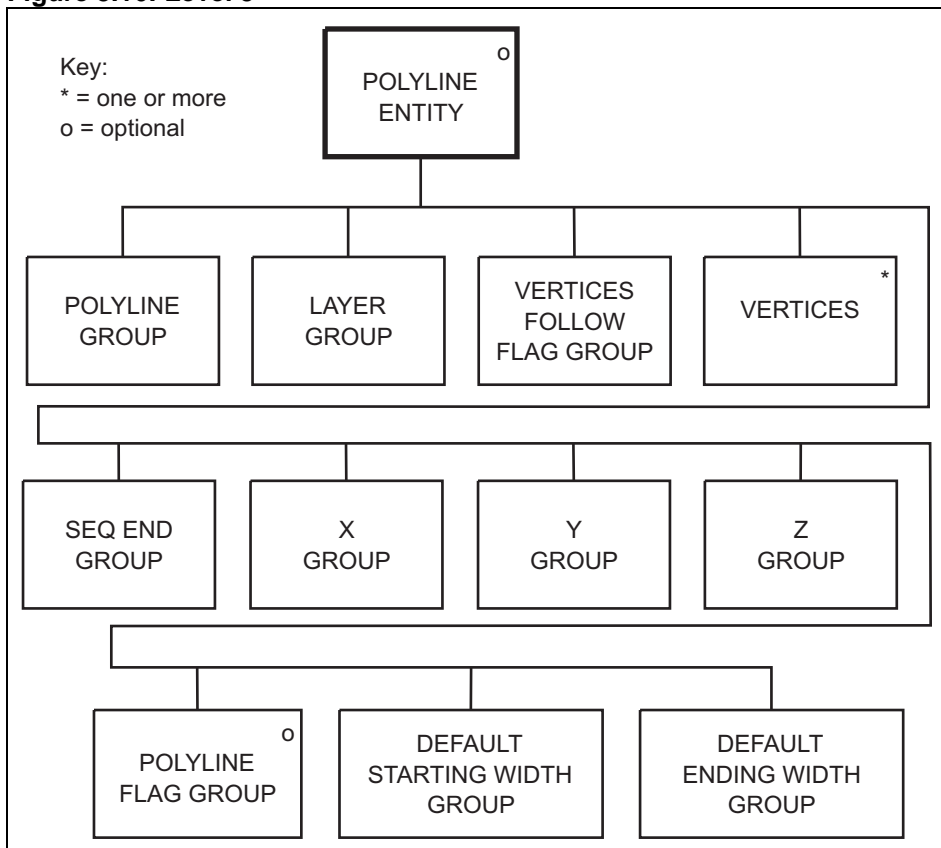 Key:
* = one or more
o = optional
POLYLINE
ENTITY
o
POLYLINE
GROUP
LAYER
GROUP
VERTICES
FOLLOW
FLAG GROUP
VERTICES
*
SEQ END
GROUP
X
GROUP
Y
GROUP
Z
GROUP
POLYLINE
FLAG GROUP
o
DEFAULT
STARTING WIDTH
GROUP
DEFAULT
ENDING WIDTH
GROUP